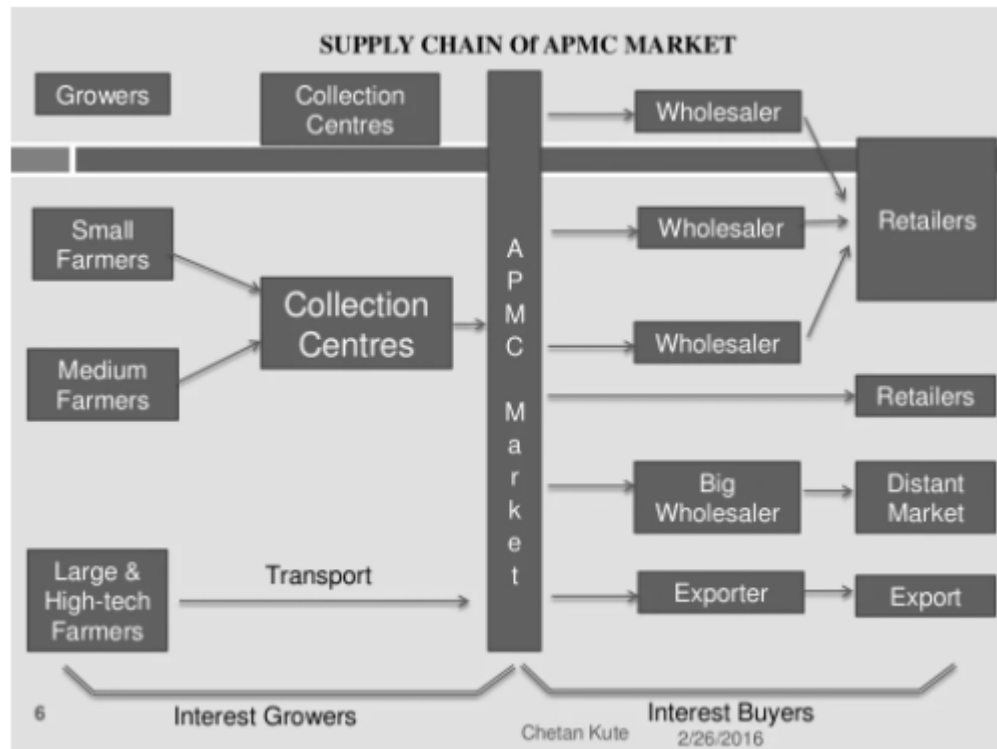 SUPPLY CHAIN Of APMC MARKET
Growers
Collection
Centres
Wholesaler
Retailers
Small
Farmers
Wholesaler
Collection
Centres
Wholesaler
Medium
Farmers
APMC Market
Retailers
Big
Wholesaler
Distant
Market
Large &
High-tech
Farmers
Transport
Exporter
Export
Interest Growers
Interest Buyers
6
Chetan Kute
2/26/2016